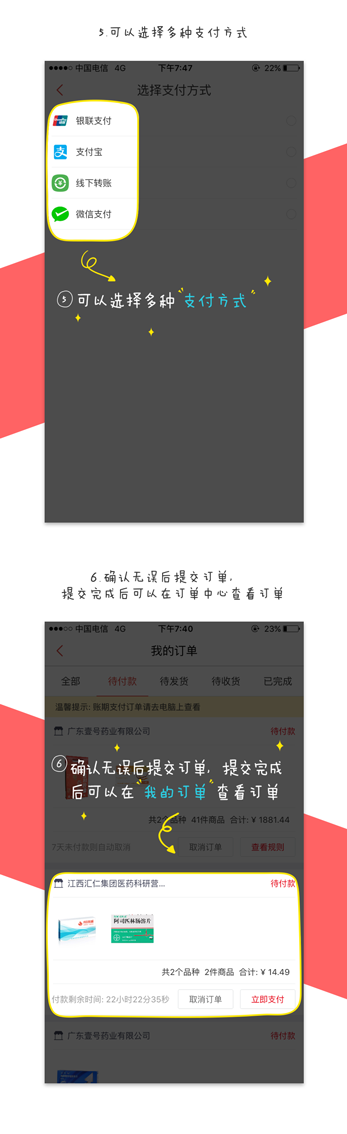 5.可以选择多种支付方式
中国电信 4G 下午7:47 22%
选择支付方式
银联支付
支付宝
线下转账
微信支付
5 可以选择多种"支付方式"
6.确认无误后提交订单,
提交完成后可以在订单中心查看订单
中国电信 4G 下午7:40 23%
我的订单
全部 待付款 待发货 待收货 已完成
温馨提示: 账期支付订单请去电脑上查看
广东壹号药业有限公司 待付款
6 确认无误后提交订单, 提交完成
后可以在"我的订单"查看订单
共2个品种 41件商品 合计: ¥ 1881.44
7天未付款则自动取消 取消订单 查看规则
江西汇仁集团医药科研营... 待付款
阿司匹林肠溶片
共2个品种 2件商品 合计: ¥ 14.49
付款剩余时间: 22小时22分35秒 取消订单 立即支付
广东壹号药业有限公司 待付款